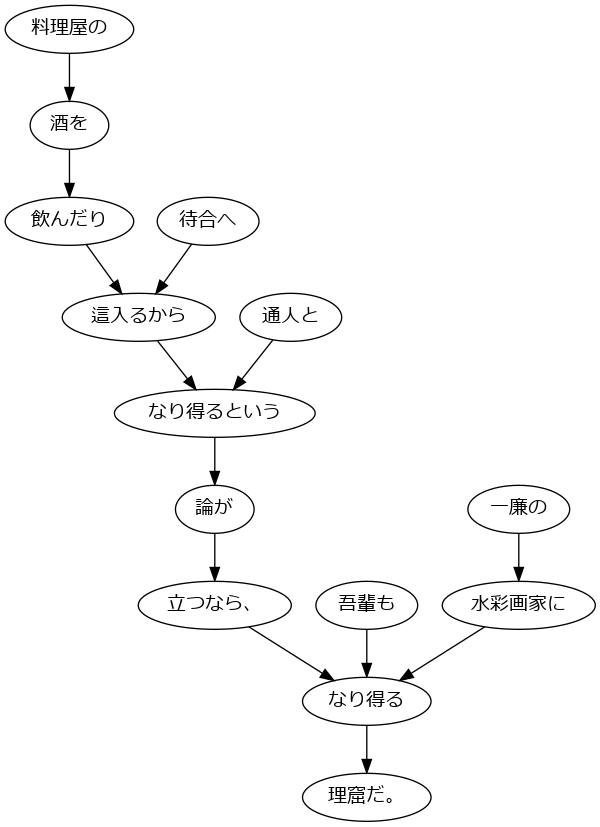 料理屋の
酒を
飲んだり
待合へ
這入るから
通人と
なり得るという
論が
一廉の
立つなら、
吾輩も
水彩画家に
なり得る
理窟だ。